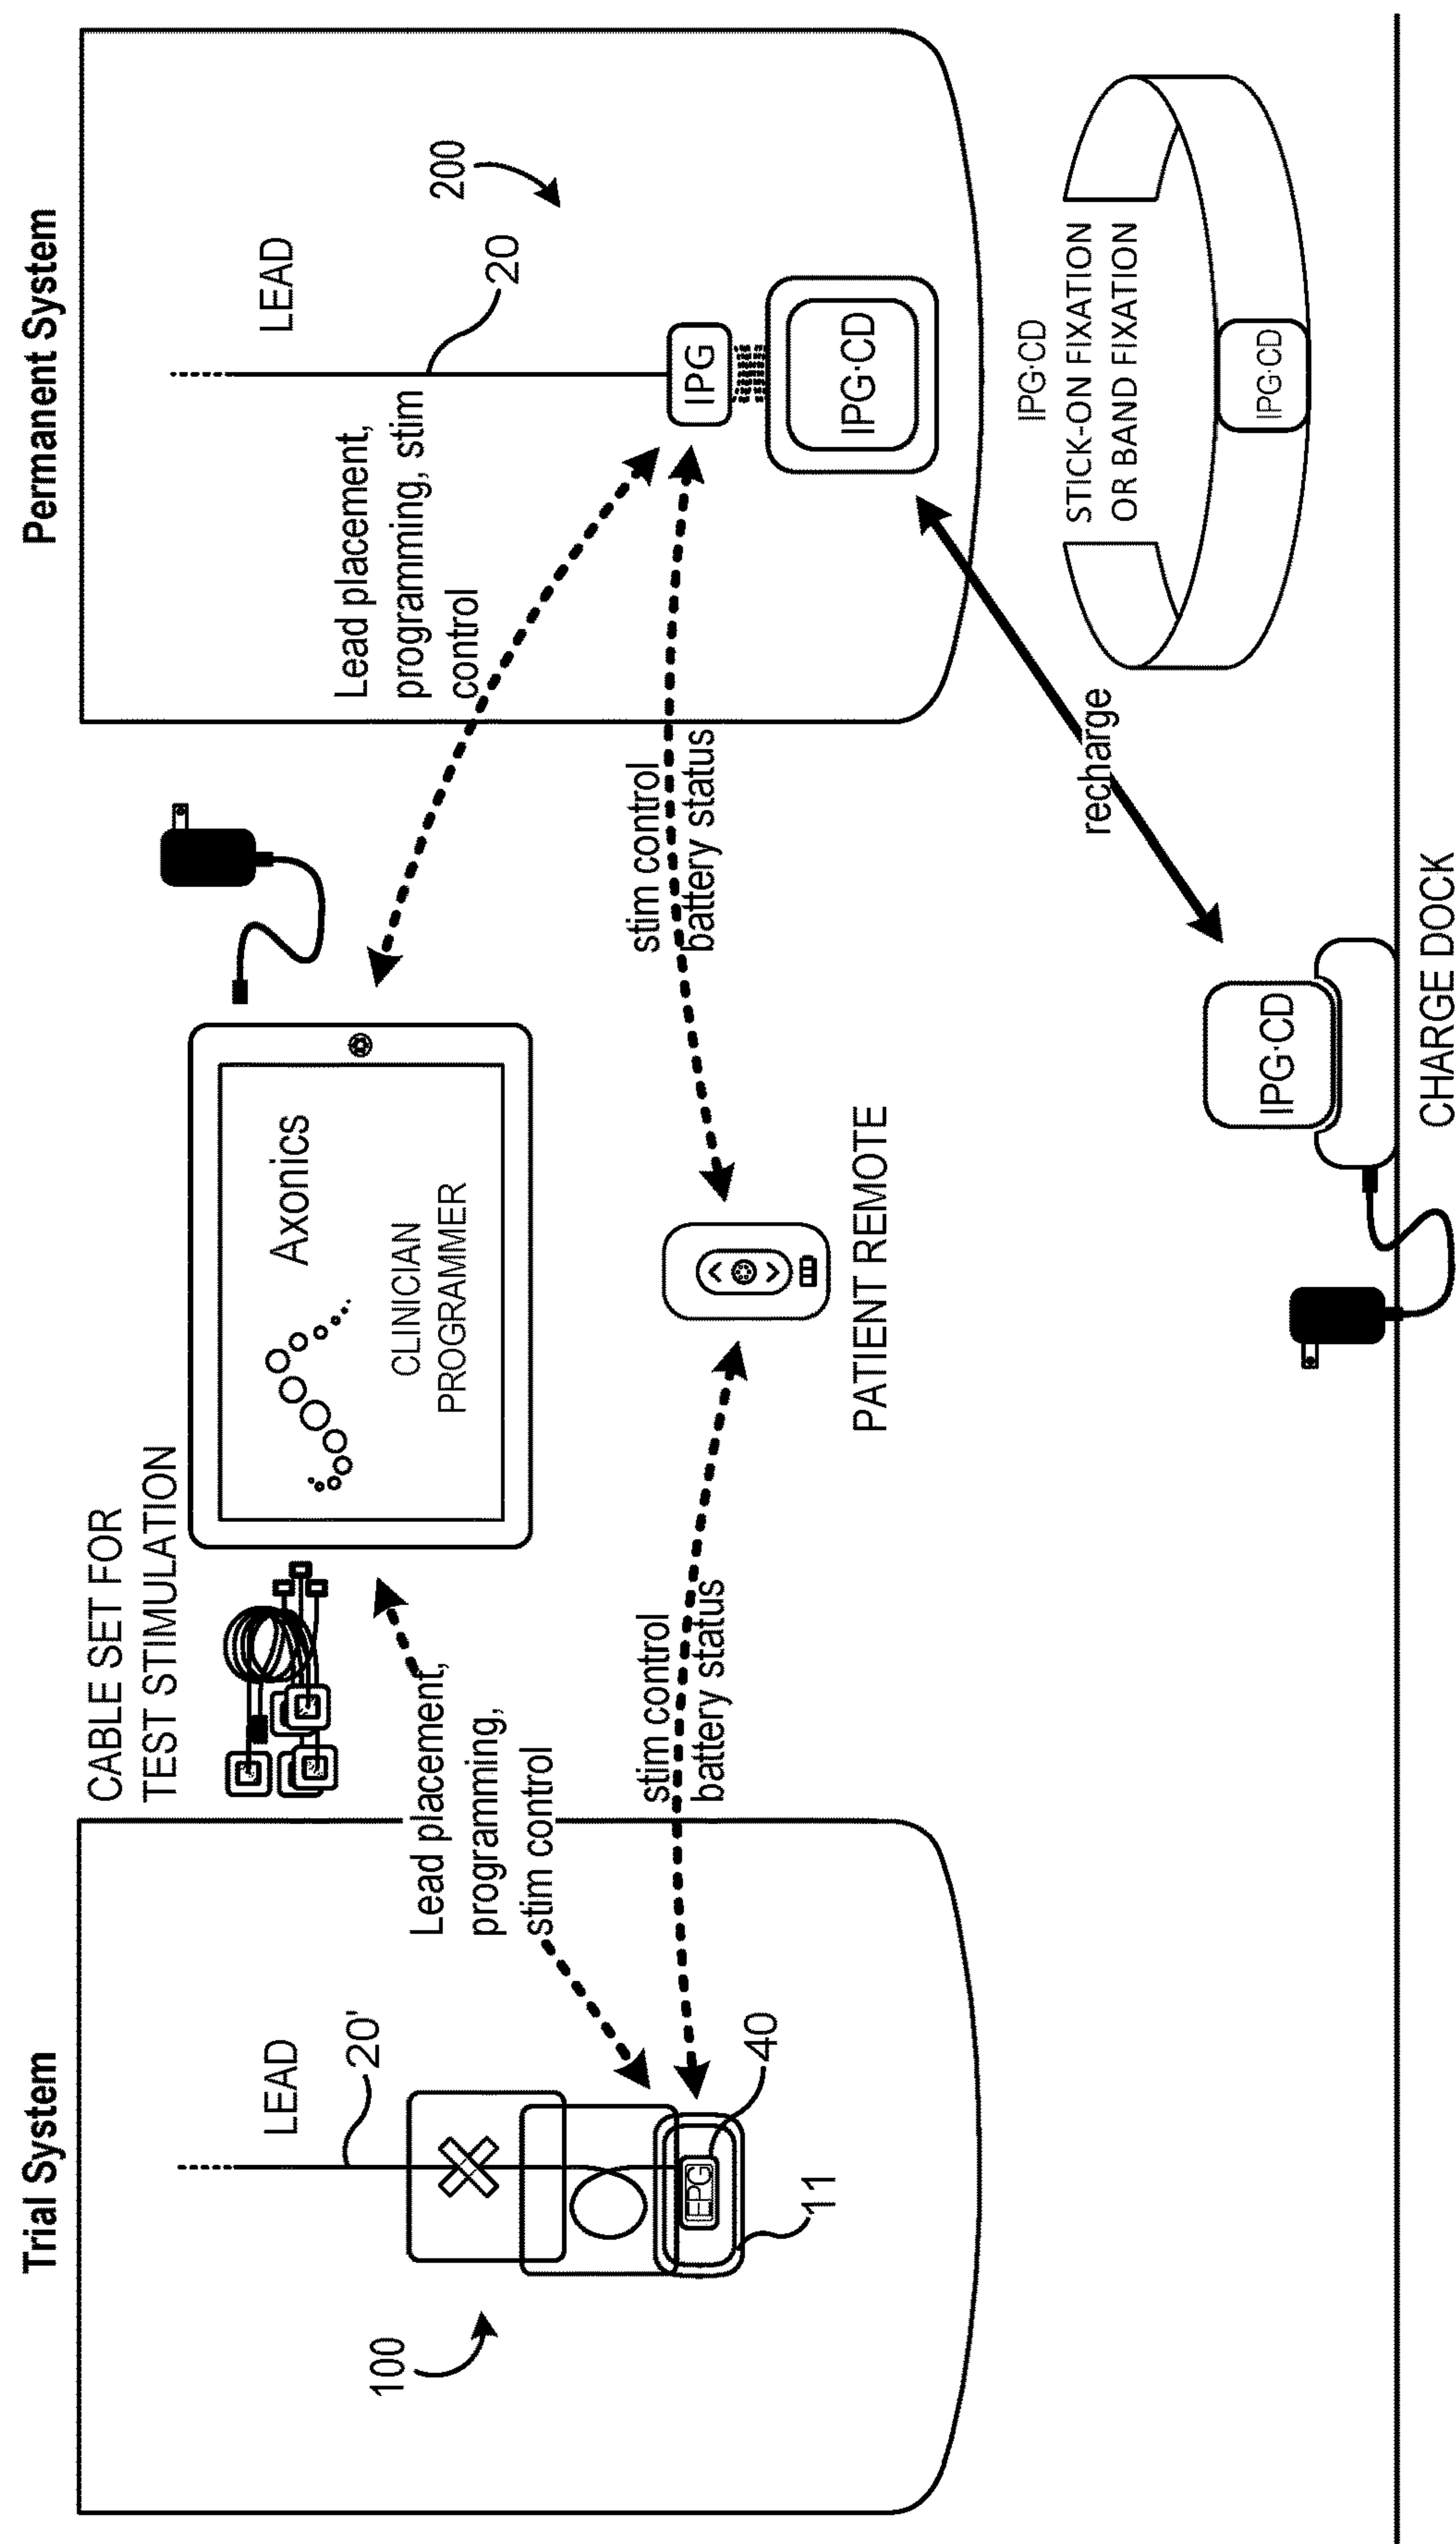 Trial System
Permanent System
LEAD
20'
100
EPG
40
11
CABLE SET FOR
TEST STIMULATION
Lead placement,
programming,
stim control
stim control
battery status
Axonics
CLINICIAN
PROGRAMMER
PATIENT REMOTE
Lead placement,
programming, stim
control
stim control
battery status
LEAD
20
200
IPG
IPG·CD
recharge
IPG·CD
STICK-ON FIXATION
OR BAND FIXATION
IPG·CD
IPG·CD
CHARGE DOCK